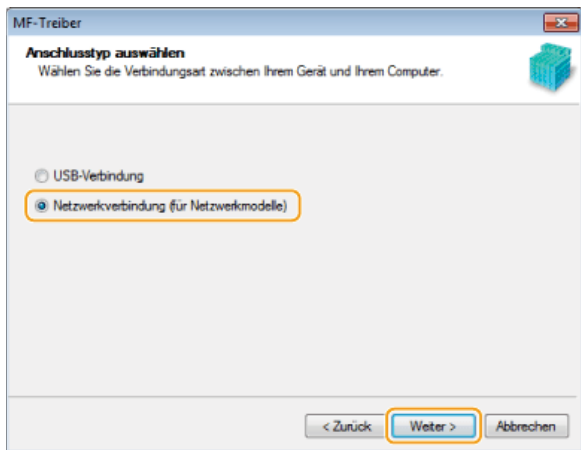 MF-Treiber
Anschlusstyp auswählen
Wählen Sie die Verbindungsart zwischen Ihrem Gerät und Ihrem Computer.
USB-Verbindung
Netzwerkverbindung (für Netzwerkmodelle)
< Zurück Weiter > Abbrechen